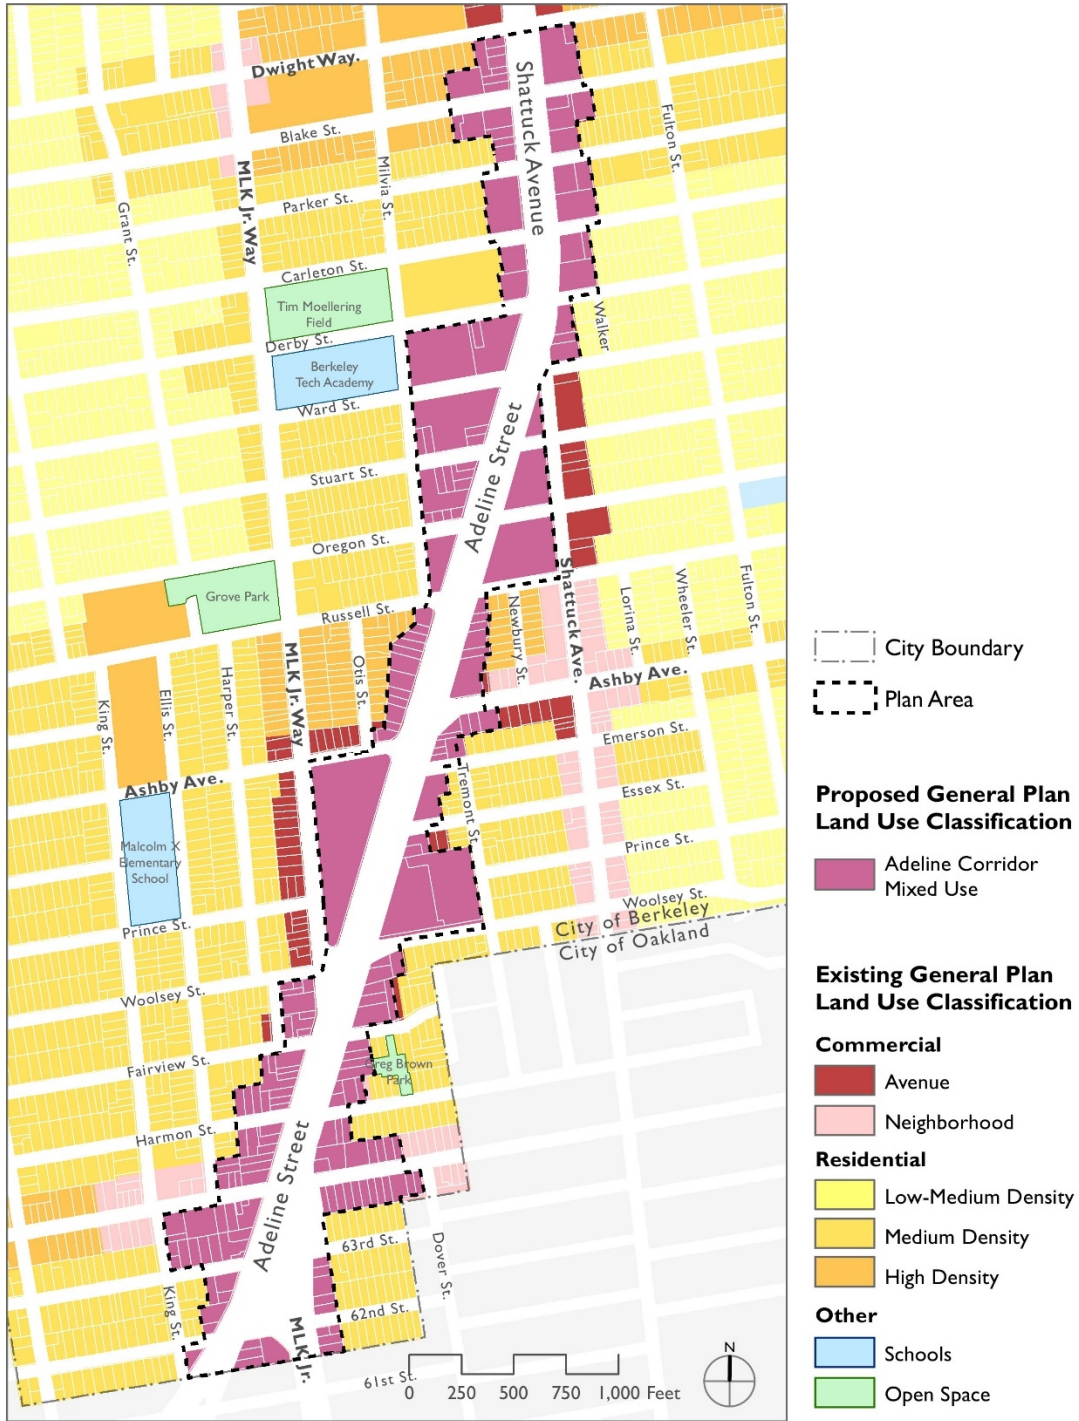 Dwight Way.
Shattuck Avenue
Blake St.
Fulton St.
MLK Jr. Way
Milvia St.
Parker St.
Grant St.
Carleton St.
Tim Moellering
Field
Walker
Derby St.
Berkeley
Tech Academy
Ward St.
Adeline Street
Stuart St.
Oregon St.
Shattuck Ave.
Grove Park
Newbury St.
Lorina St.
Wheeler St.
Fulton St.
Russell St.
MLK Jr. Way
Otis St.
Harper St.
Ellis St.
King St.
Ashby Ave.
Emerson St.
Ashby Ave.
Tremont St.
Essex St.
Malcolm X
Elementary
School
Prince St.
Woolsey St.
City of Berkeley
City of Oakland
Prince St.
Woolsey St.
Fairview St.
Greg Brown
Park
Harmon St.
Adeline Street
63rd St.
Dover St.
King St.
62nd St.
MLK Jr.
61st St.
0 250 500 750 1,000 Feet
N
City Boundary
Plan Area
Proposed General Plan
Land Use Classification
Adeline Corridor
Mixed Use
Existing General Plan
Land Use Classification
Commercial
Avenue
Neighborhood
Residential
Low-Medium Density
Medium Density
High Density
Other
Schools
Open Space